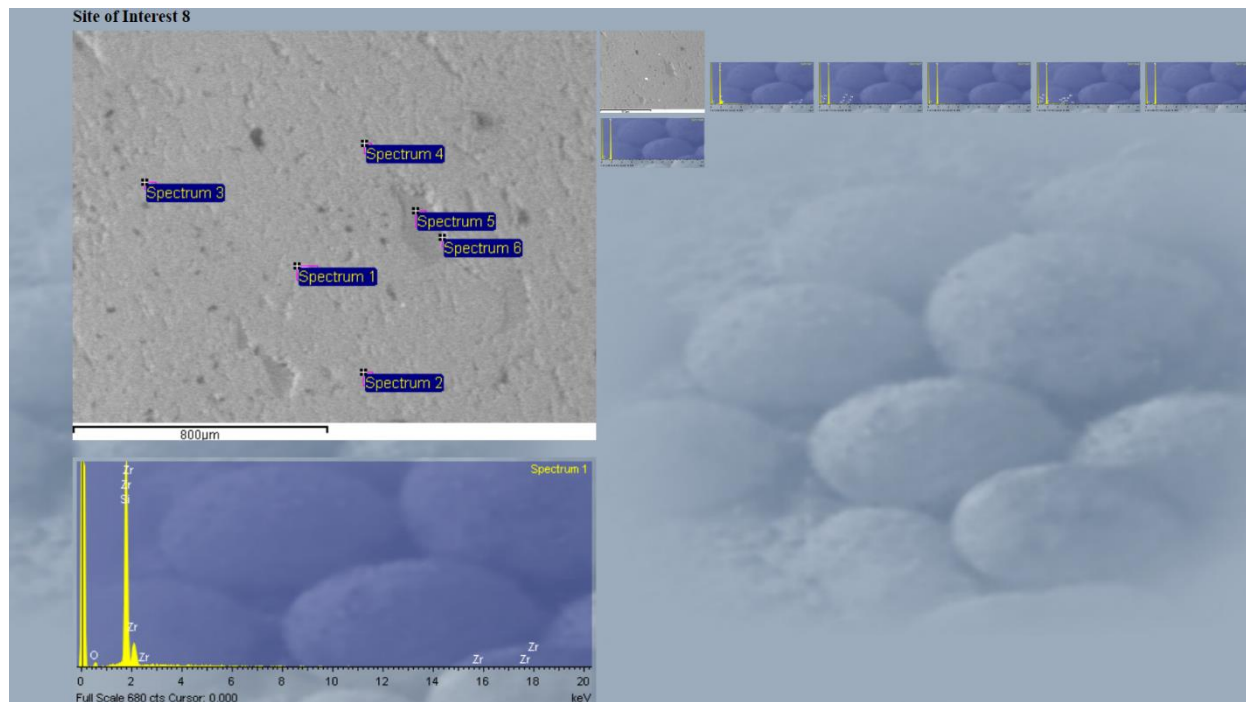 Site of Interest 8
Spectrum 4
Spectrum 3
Spectrum 5
Spectrum 6
Spectrum 1
Spectrum 2
800µm
Spectrum 1
Zr
Zr
Si
Zr
Zr
O
Zr
Zr
Zr
0 2 4 6 8 10 12 14 16 18 20
Full Scale 680 cts Cursor: 0.000 keV